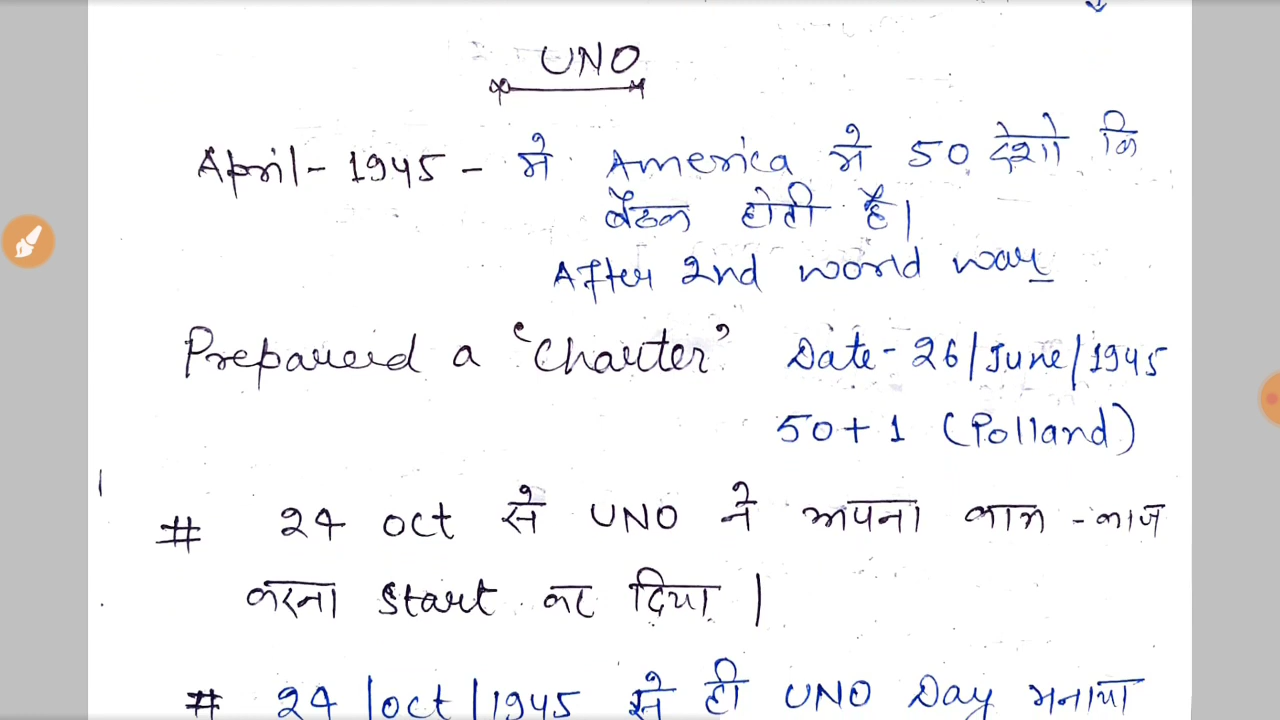 UNO
April - 1945 - मे America मे 50 देशो कि
बैठक होती है।
After 2nd world war
Prepared a 'Charter' Date - 26/June/1945
50 + 1 (Polland)
# 24 oct से UNO ने अपना काम - काज
करना start कर दिया।
# 24/oct/1945 से ही UNO Day मनाया